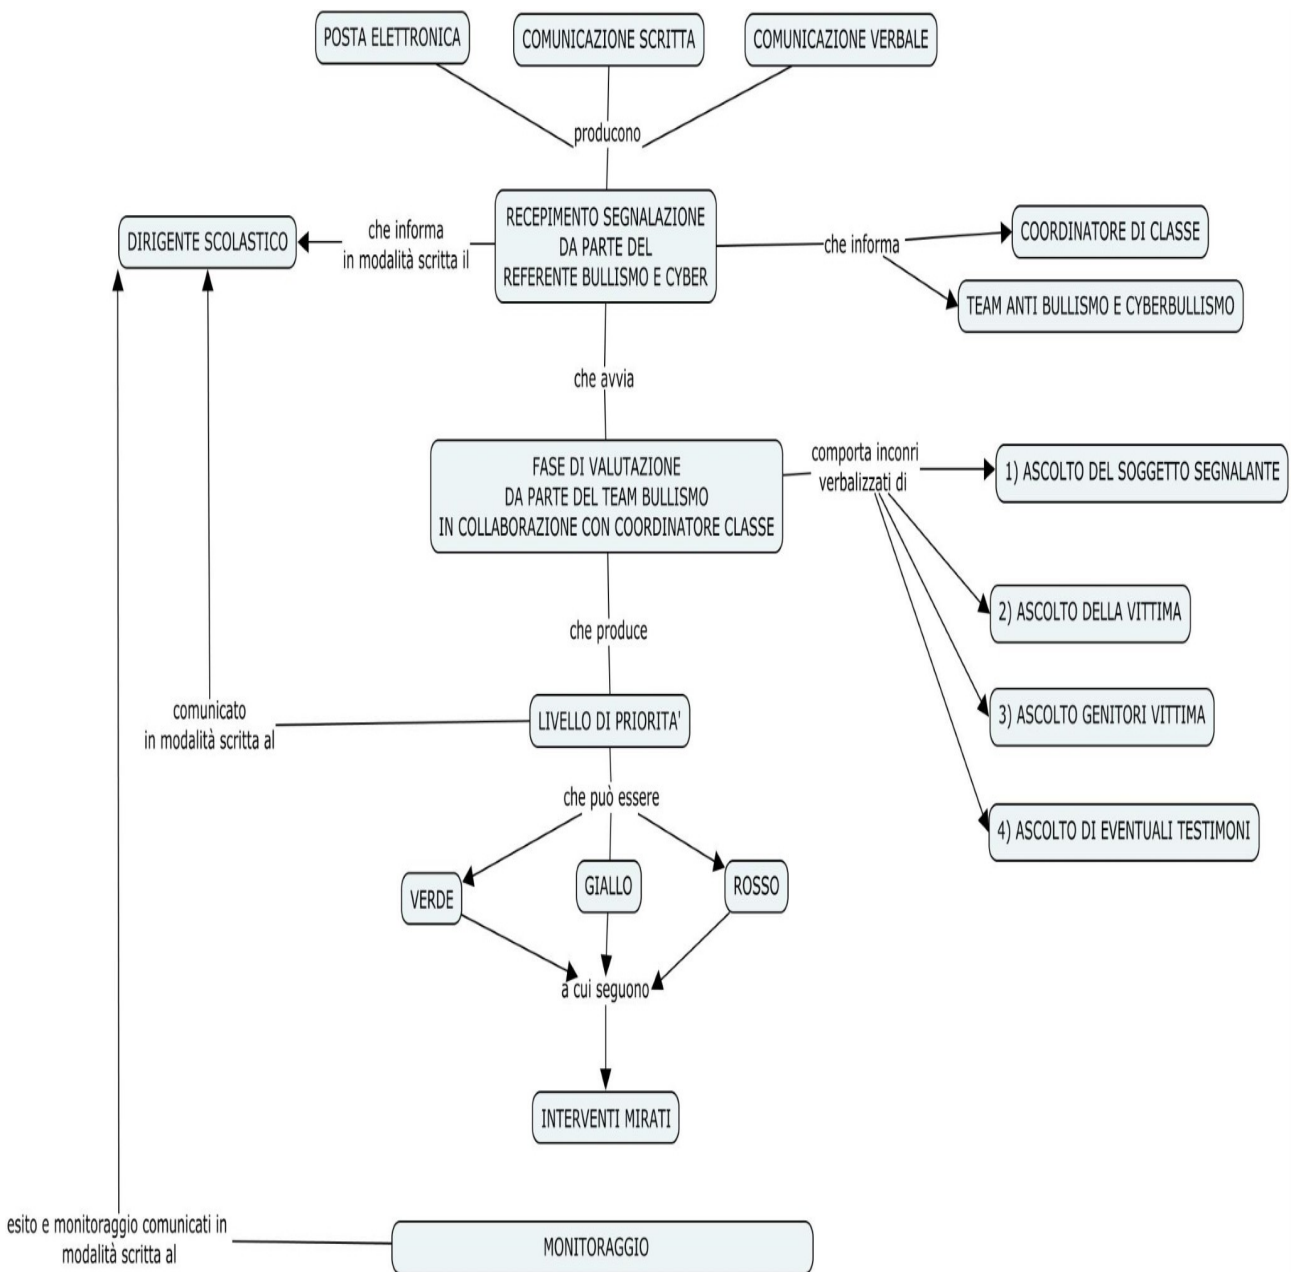 POSTA ELETTRONICA
COMUNICAZIONE SCRITTA
COMUNICAZIONE VERBALE
producono
RECEPIMENTO SEGNALAZIONE
DA PARTE DEL
REFERENTE BULLISMO E CYBER
che informa
in modalità scritta il
DIRIGENTE SCOLASTICO
che informa
COORDINATORE DI CLASSE
TEAM ANTI BULLISMO E CYBERBULLISMO
che avvia
FASE DI VALUTAZIONE
DA PARTE DEL TEAM BULLISMO
IN COLLABORAZIONE CON COORDINATORE CLASSE
comporta inconri
verbalizzati di
1) ASCOLTO DEL SOGGETTO SEGNALANTE
2) ASCOLTO DELLA VITTIMA
3) ASCOLTO GENITORI VITTIMA
4) ASCOLTO DI EVENTUALI TESTIMONI
che produce
LIVELLO DI PRIORITA'
comunicato
in modalità scritta al
che può essere
VERDE
GIALLO
ROSSO
a cui seguono
INTERVENTI MIRATI
MONITORAGGIO
esito e monitoraggio comunicati in
modalità scritta al